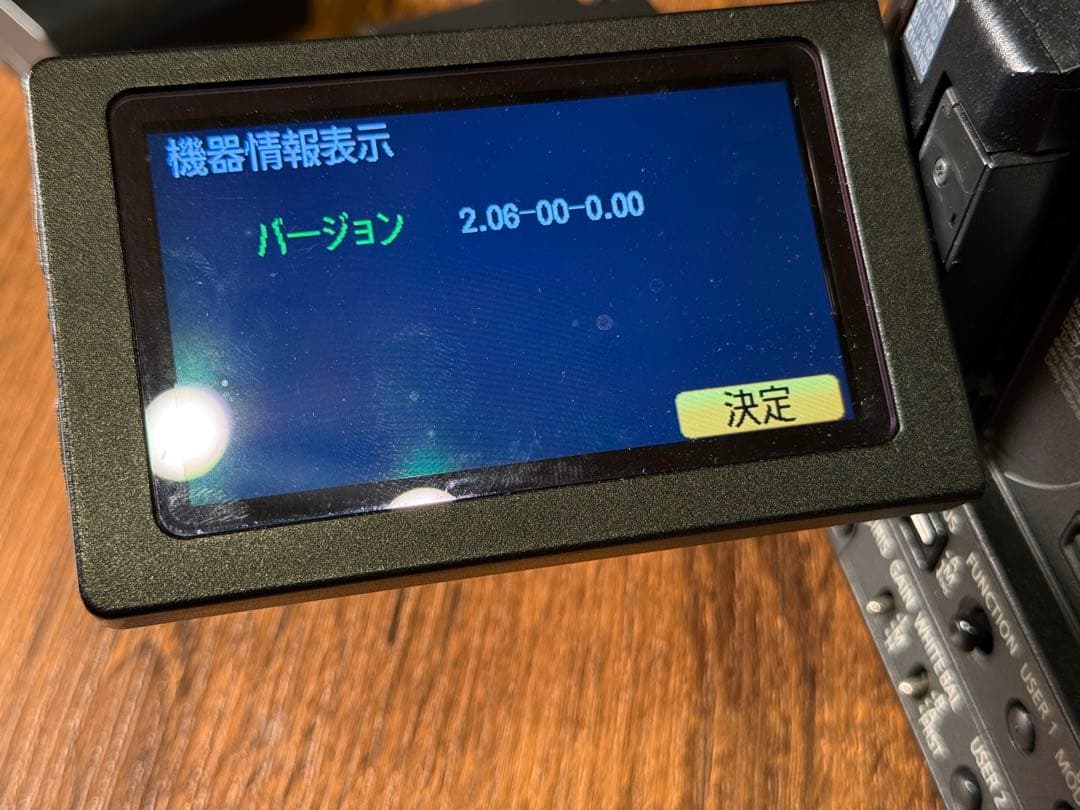 機器情報表示
バージョン 2.06-00-0.00
決定
GAIN
FUNCTION
WHITE BAL
USER 1
USER 2